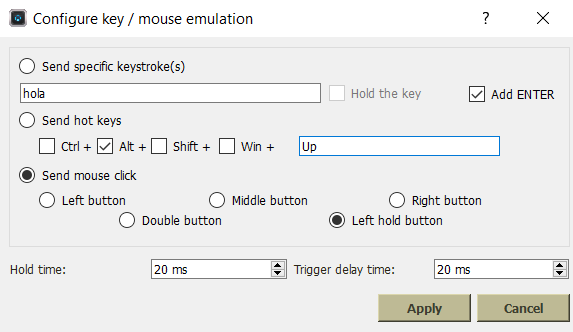 Configure key / mouse emulation ?
Send specific keystroke(s)
hola Hold the key Add ENTER
Send hot keys
Ctrl + Alt + Shift + Win + Up
Send mouse click
Left button Middle button Right button
Double button Left hold button
Hold time: 20 ms Trigger delay time: 20 ms
Apply Cancel